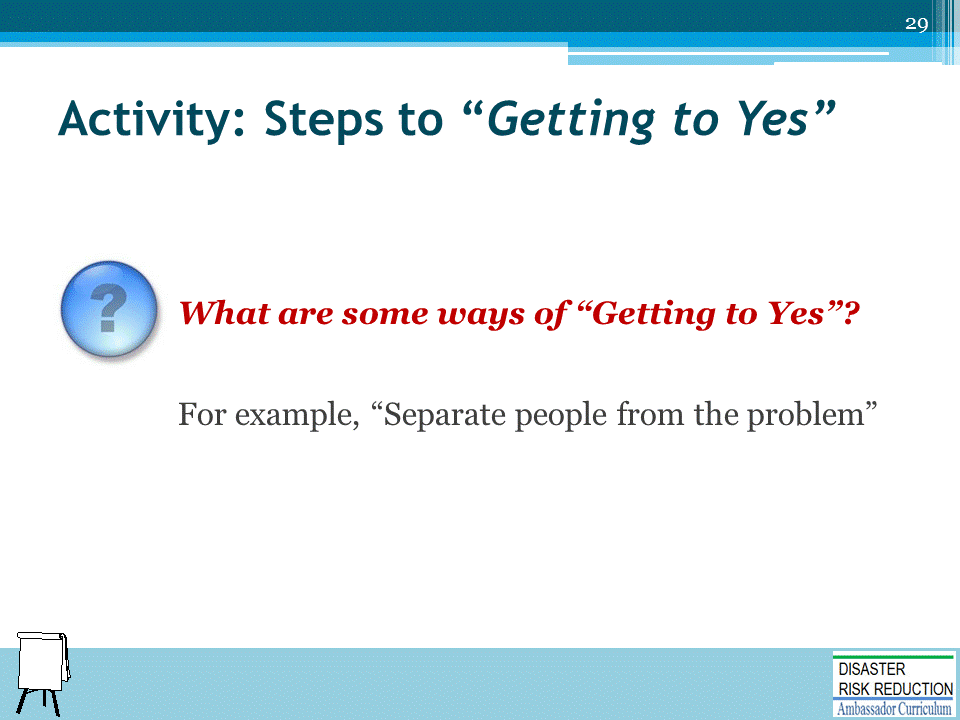 29
Activity: Steps to “Getting to Yes”
?
What are some ways of “Getting to Yes”?
For example, “Separate people from the problem”
DISASTER
RISK REDUCTION
Ambassador Curriculum